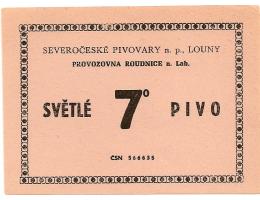 SEVEROČESKÉ PIVOVARY n. p., LOUNY
PROVOZOVNA ROUDNICE n. Lab.
SVĚTLÉ 7° PIVO
ČSN 566635